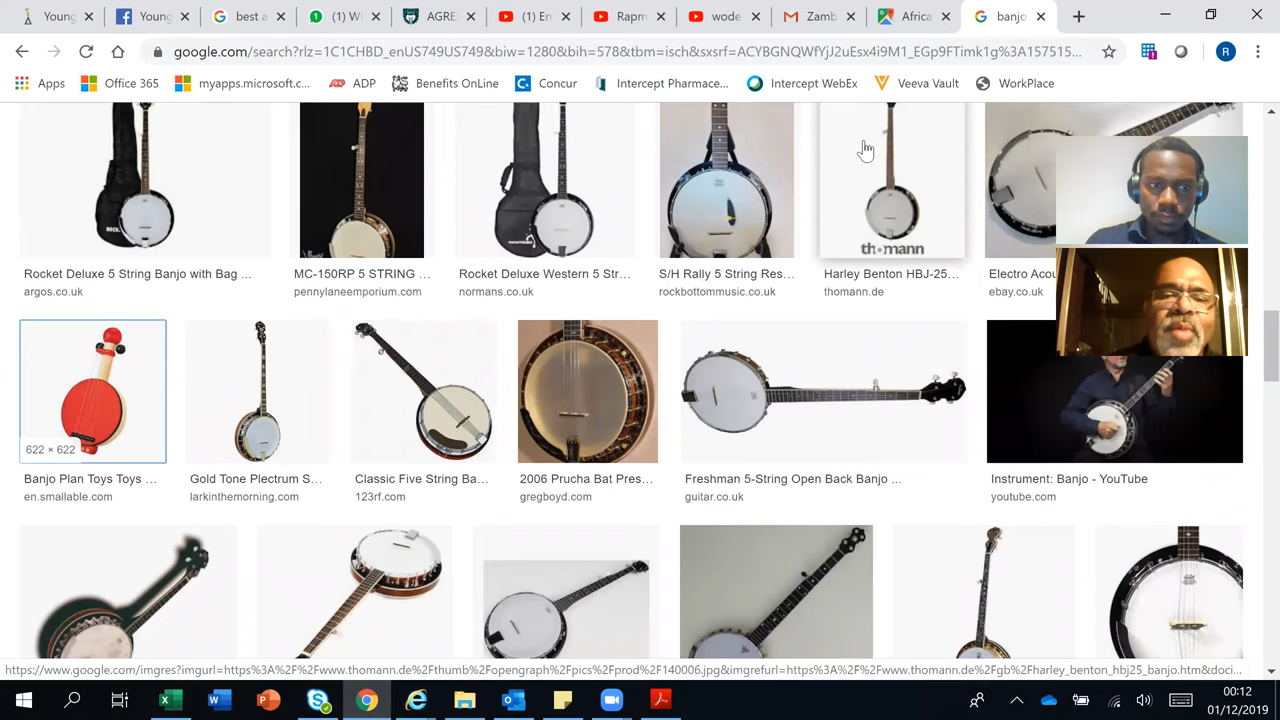 Young
Young
best a
(1) W
AGRE
(1) En
Rapm
wode
Zamb
Africa
banjo
google.com/search?rlz=1C1CHBD_enUS749US749&biw=1280&bih=578&tbm=isch&sxsrf=ACYBGNQWfYjJ2uEsx4i9M1_EGp9FTimk1g%3A157515...
R
Apps
Office 365
myapps.microsoft.c...
ADP
Benefits OnLine
Concur
Intercept Pharmace...
Intercept WebEx
Veeva Vault
WorkPlace
th mann
Rocket Deluxe 5 String Banjo with Bag ...
argos.co.uk
MC-150RP 5 STRING ...
pennylaneemporium.com
Rocket Deluxe Western 5 Str...
normans.co.uk
S/H Rally 5 String Res...
rockbottommusic.co.uk
Harley Benton HBJ-25...
thomann.de
Electro Acou
ebay.co.uk
622 × 622
Banjo Plan Toys Toys ...
en.smallable.com
Gold Tone Plectrum S...
larkinthemorning.com
Classic Five String Ba...
123rf.com
2006 Prucha Bat Pres...
gregboyd.com
Freshman 5-String Open Back Banjo ...
guitar.co.uk
Instrument: Banjo - YouTube
youtube.com
https://www.google.com/imgres?imgurl=https%3A%2F%2Fwww.thomann.de%2Fthumb%2Fopengraph%2Fpics%2Fprod%2F140006.jpg&imgrefurl=https%3A%2F%2Fwww.thomann.de%2Fgb%2Fharley_benton_hbj25_banjo.htm&doci...
00:12
01/12/2019